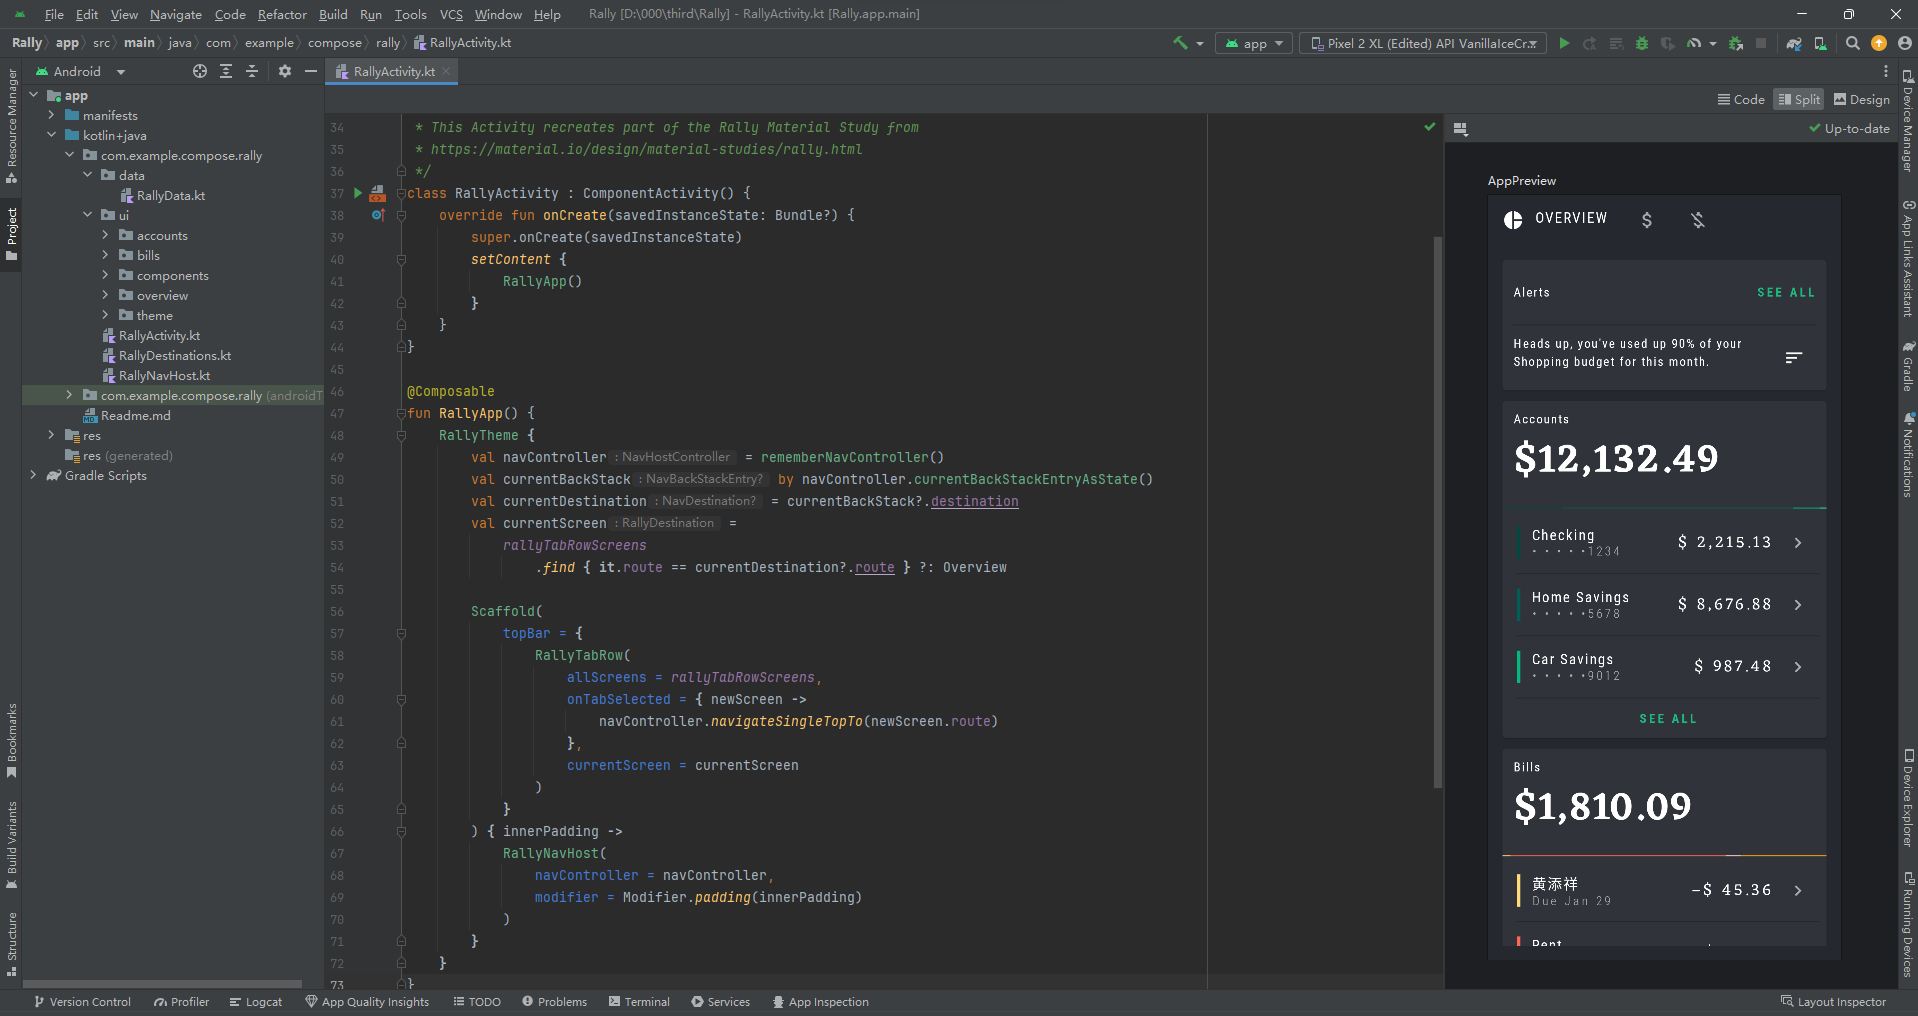 File Edit View Navigate Code Refactor Build Run Tools VCS Window Help Rally [D:\000\third\Rally] - RallyActivity.kt [Rally.app.main]
Rally app src main java com example compose rally RallyActivity.kt app Pixel 2 XL (Edited) API VanillaIceCr...
Android
RallyActivity.kt
Code Split Design
Up-to-date
Resource Manager
Project
Bookmarks
Build Variants
Structure
app
manifests
kotlin+java
com.example.compose.rally
data
RallyData.kt
ui
accounts
bills
components
overview
theme
RallyActivity.kt
RallyDestinations.kt
RallyNavHost.kt
com.example.compose.rally (androidT
Readme.md
res
res (generated)
Gradle Scripts
34 * This Activity recreates part of the Rally Material Study from
35 * https://material.io/design/material-studies/rally.html
36 */
37 class RallyActivity : ComponentActivity() {
38 override fun onCreate(savedInstanceState: Bundle?) {
39 super.onCreate(savedInstanceState)
40 setContent {
41 RallyApp()
42 }
43 }
44 }
45
46 @Composable
47 fun RallyApp() {
48 RallyTheme {
49 val navController : NavHostController = rememberNavController()
50 val currentBackStack : NavBackStackEntry? by navController.currentBackStackEntryAsState()
51 val currentDestination : NavDestination? = currentBackStack?.destination
52 val currentScreen : RallyDestination =
53 rallyTabRowScreens
54 .find { it.route == currentDestination?.route } ?: Overview
55
56 Scaffold(
57 topBar = {
58 RallyTabRow(
59 allScreens = rallyTabRowScreens,
60 onTabSelected = { newScreen ->
61 navController.navigateSingleTopTo(newScreen.route)
62 },
63 currentScreen = currentScreen
64 )
65 }
66 ) { innerPadding ->
67 RallyNavHost(
68 navController = navController,
69 modifier = Modifier.padding(innerPadding)
70 )
71 }
72 }
73 }
AppPreview
OVERVIEW
Alerts SEE ALL
Heads up, you've used up 90% of your
Shopping budget for this month.
Accounts
$12,132.49
Checking $ 2,215.13
• • • • •1234
Home Savings $ 8,676.88
• • • • •5678
Car Savings $ 987.48
• • • • •9012
SEE ALL
Bills
$1,810.09
黄添祥 -$ 45.36
Due Jan 29
Rent
Device Manager
App Links Assistant
Gradle
Notifications
Device Explorer
Running Devices
Version Control Profiler Logcat App Quality Insights TODO Problems Terminal Services App Inspection Layout Inspector